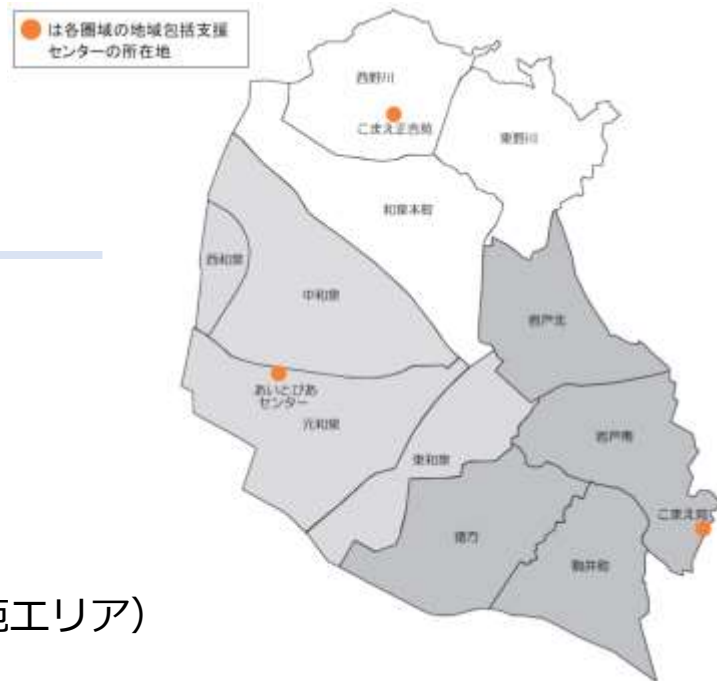 は各圏域の地域包括支援
センターの所在地
西野川
こまえ正吉苑
東野川
和泉本町
西和泉
中和泉
岩戸北
あいとぴあ
センター
元和泉
岩戸南
東和泉
こまえ苑
猪方
駒井町
苑エリア)